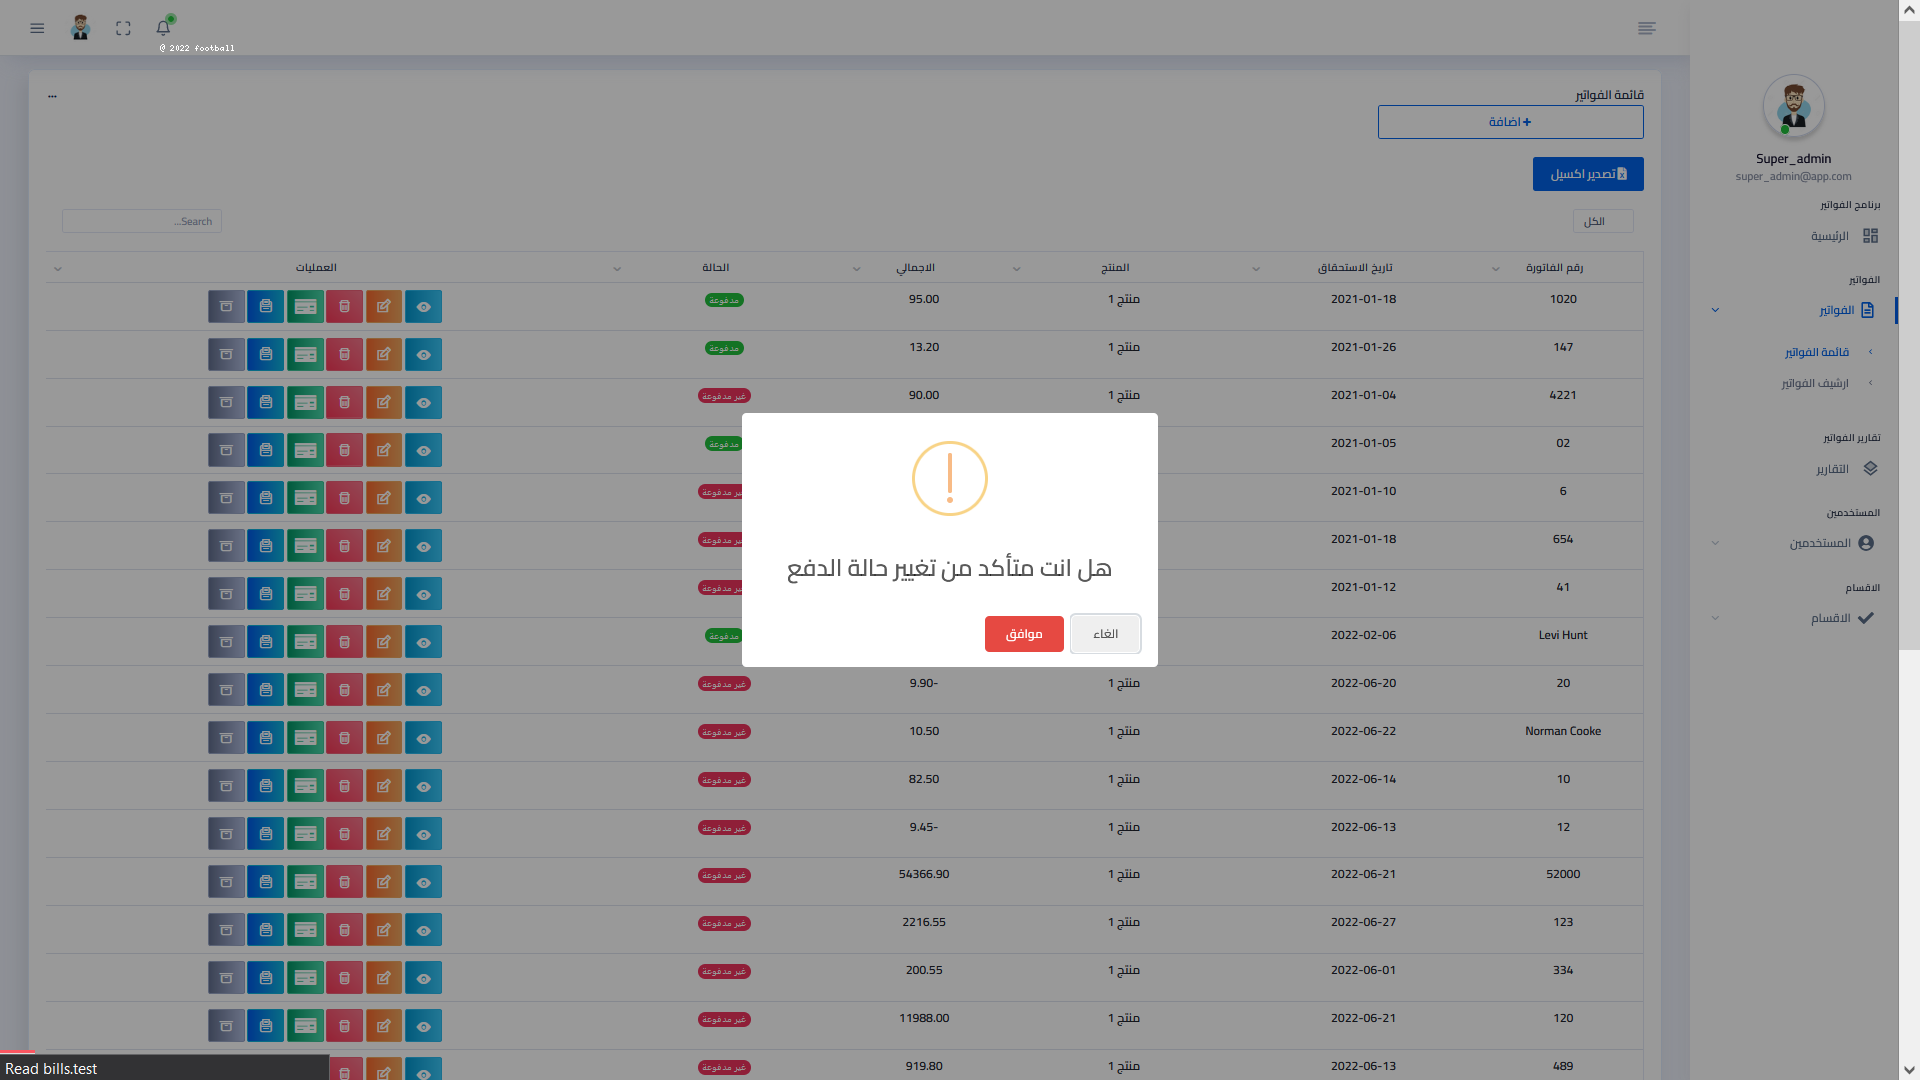 @ 2022 football
Super_admin
super_admin@app.com
برنامج الفواتير
الرئيسية
الفواتير
الفواتير
قائمة الفواتير
ارشيف الفواتير
تقارير الفواتير
التقارير
المستخدمين
المستخدمين
الاقسام
الاقسام
قائمة الفواتير
...
+ اضافة
تصدير اكسيل
الكل
Search...
رقم الفاتورة تاريخ الاستحقاق المنتج الاجمالي الحالة العمليات
1020 2021-01-18 منتج 1 95.00 مدفوعة
147 2021-01-26 منتج 1 13.20 مدفوعة
4221 2021-01-04 منتج 1 90.00 غير مدفوعة
02 2021-01-05 مدفوعة
6 2021-01-10 غير
654 2021-01-18 غير
41 2021-01-12 غير
Levi Hunt 2022-02-06 مدفوعة
20 2022-06-20 منتج 1 9.90- غير مدفوعة
Norman Cooke 2022-06-22 منتج 1 10.50 غير مدفوعة
10 2022-06-14 منتج 1 82.50 غير مدفوعة
12 2022-06-13 منتج 1 9.45- غير مدفوعة
52000 2022-06-21 منتج 1 54366.90 غير مدفوعة
123 2022-06-27 منتج 1 2216.55 غير مدفوعة
334 2022-06-01 منتج 1 200.55 غير مدفوعة
120 2022-06-21 منتج 1 11988.00 غير مدفوعة
489 2022-06-13 منتج 1 919.80 غير مدفوعة
هل انت متأكد من تغيير حالة الدفع
الغاء
موافق
Read bills.test